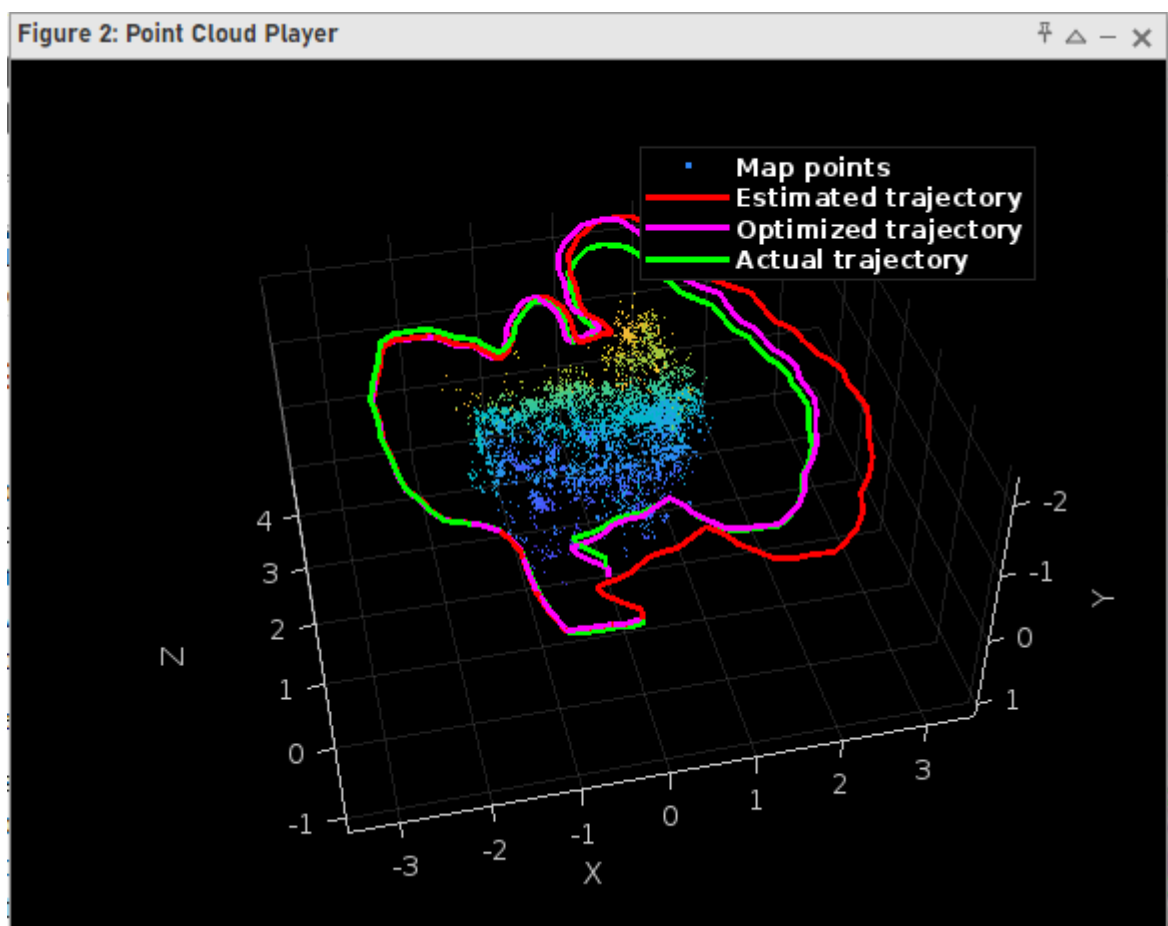 Figure 2: Point Cloud Player
Map points
Estimated trajectory
Optimized trajectory
Actual trajectory
4
3
2
1
0
-1
Z
-3
-2
-1
0
1
2
3
X
-2
-1
0
1
Y